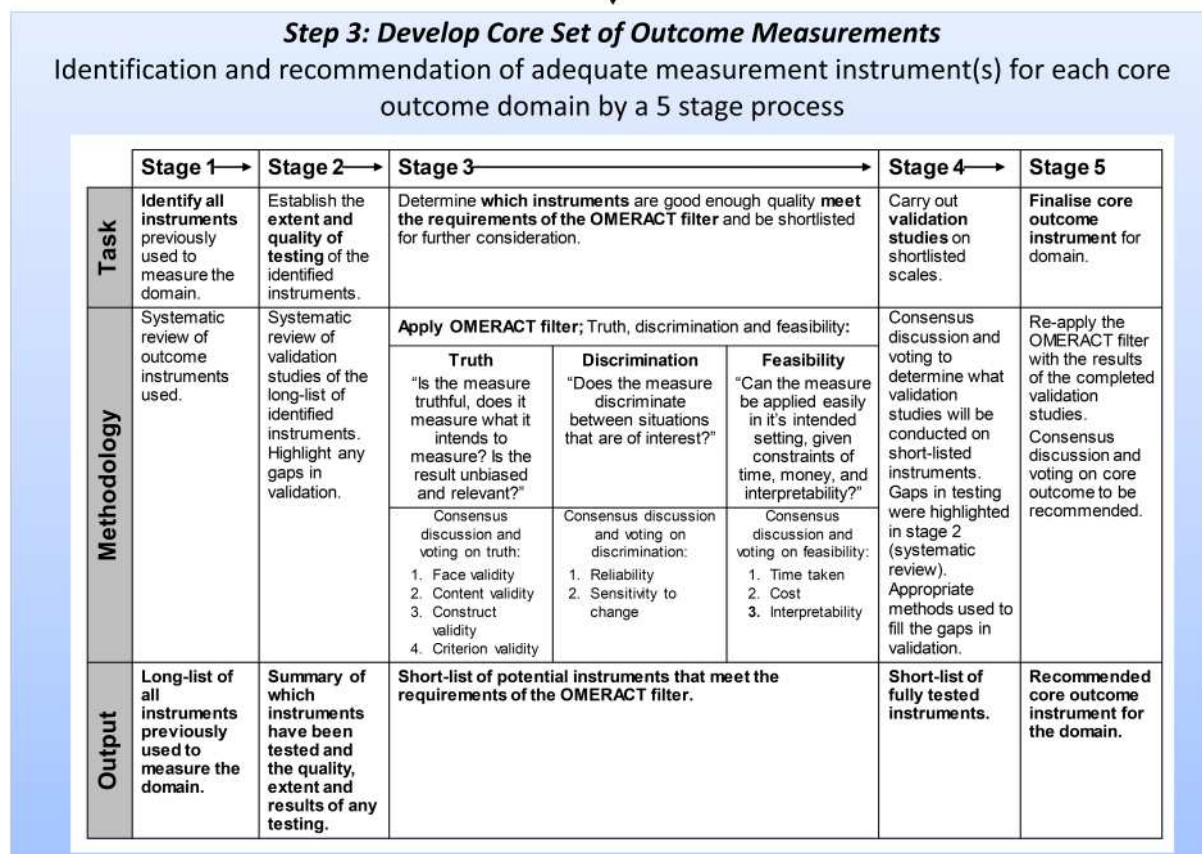 Step 3: Develop Core Set of Outcome Measurements
Identification and recommendation of adequate measurement instrument(s) for each core
outcome domain by a 5 stage process
Stage 1
Stage 2
Stage 3
Stage 4
Stage 5
Task
Identify all
instruments
previously
used to
measure the
domain.
Establish the
extent and
quality of
testing of the
identified
instruments.
Determine which instruments are good enough quality meet
the requirements of the OMERACT filter and be shortlisted
for further consideration.
Carry out
validation
studies on
shortlisted
scales.
Finalise core
outcome
instrument for
domain.
Methodology
Systematic
review of
outcome
instruments
used.
Systematic
review of
validation
studies of the
long-list of
identified
instruments.
Highlight any
gaps in
validation.
Apply OMERACT filter; Truth, discrimination and feasibility:
Truth
"Is the measure
truthful, does it
measure what it
intends to
measure? Is the
result unbiased
and relevant?"
Discrimination
"Does the measure
discriminate
between situations
that are of interest?"
Feasibility
"Can the measure
be applied easily
in it's intended
setting, given
constraints of
time, money, and
interpretability?"
Consensus
discussion and
voting on truth:
1. Face validity
2. Content validity
3. Construct
validity
4. Criterion validity
Consensus discussion
and voting on
discrimination:
1. Reliability
2. Sensitivity to
change
Consensus
discussion and
voting on feasibility:
1. Time taken
2. Cost
3. Interpretability
Consensus
discussion and
voting to
determine what
validation
studies will be
conducted on
short-listed
instruments.
Gaps in testing
were highlighted
in stage 2
(systematic
review).
Appropriate
methods used to
fill the gaps in
validation.
Re-apply the
OMERACT filter
with the results
of the completed
validation
studies.
Consensus
discussion and
voting on core
outcome to be
recommended.
Output
Long-list of
all
instruments
previously
used to
measure the
domain.
Summary of
which
instruments
have been
tested and
the quality,
extent and
results of any
testing.
Short-list of potential instruments that meet the
requirements of the OMERACT filter.
Short-list of
fully tested
instruments.
Recommended
core outcome
instrument for
the domain.